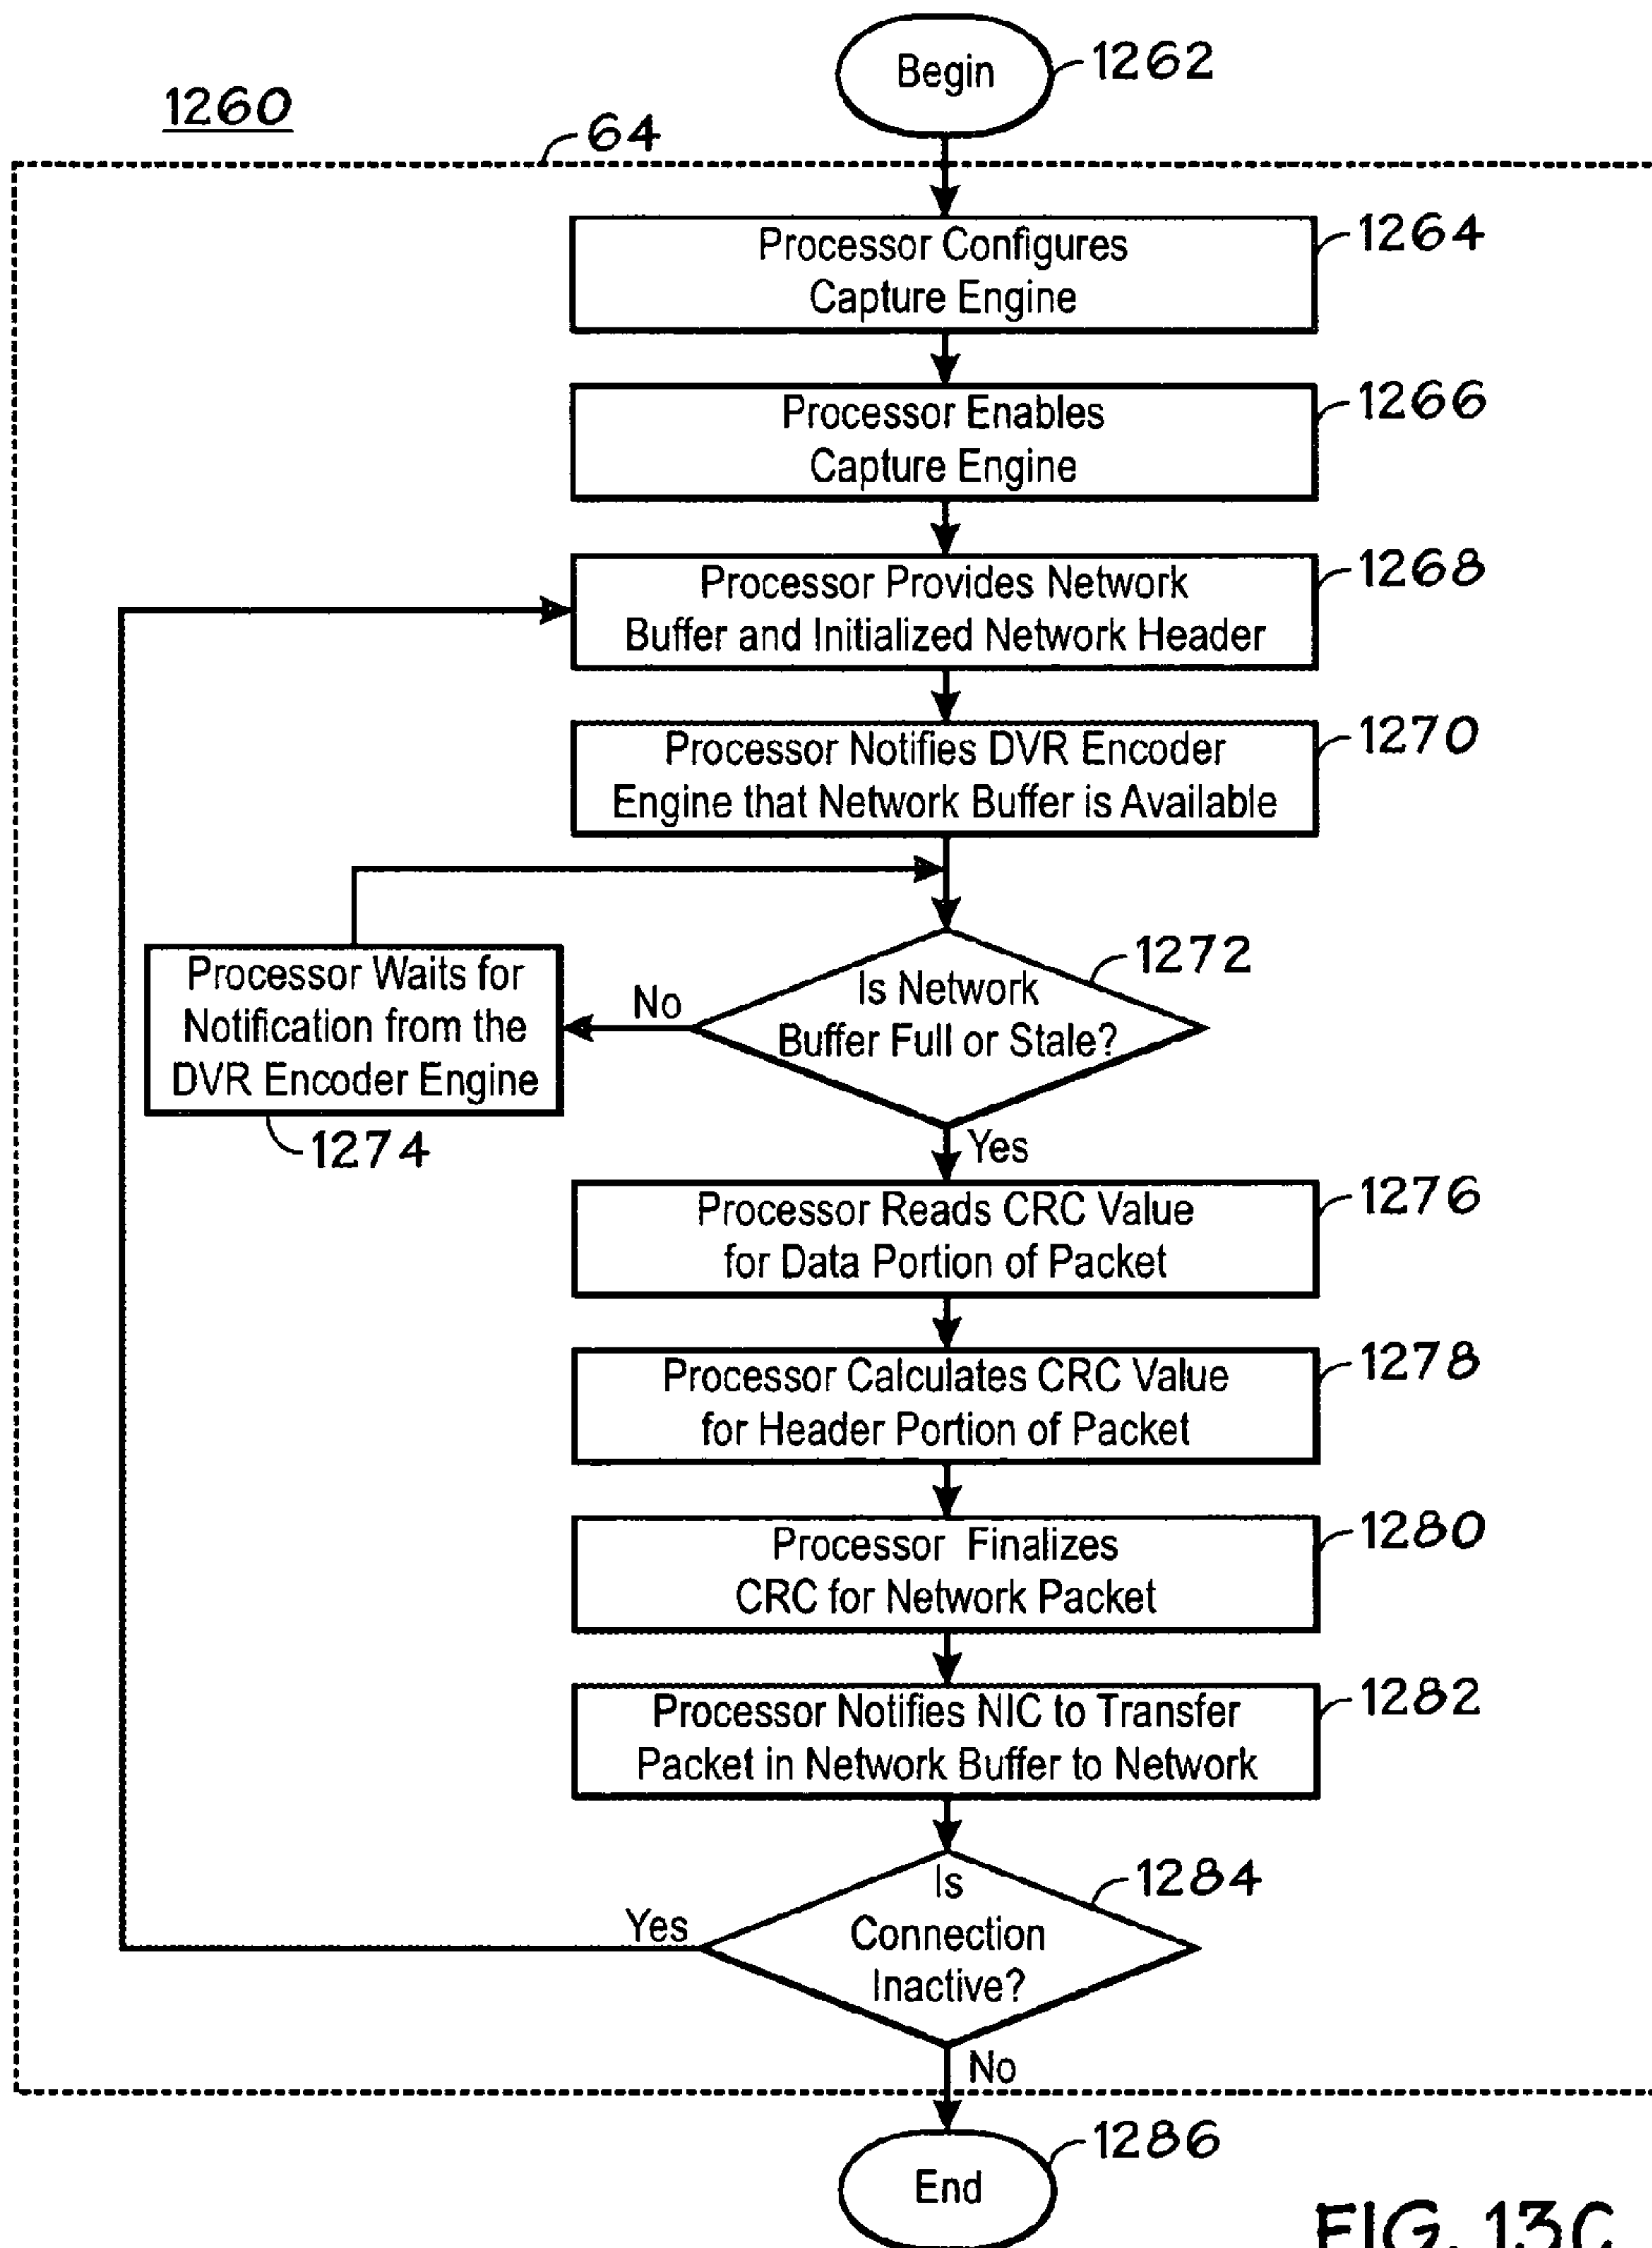 Begin
1262
1260
64
Processor Configures
Capture Engine
1264
Processor Enables
Capture Engine
1266
Processor Provides Network
Buffer and Initialized Network Header
1268
Processor Notifies DVR Encoder
Engine that Network Buffer is Available
1270
Is Network
Buffer Full or Stale?
1272
No
Processor Waits for
Notification from the
DVR Encoder Engine
1274
Yes
Processor Reads CRC Value
for Data Portion of Packet
1276
Processor Calculates CRC Value
for Header Portion of Packet
1278
Processor Finalizes
CRC for Network Packet
1280
Processor Notifies NIC to Transfer
Packet in Network Buffer to Network
1282
Is
Connection
Inactive?
1284
Yes
No
End
1286
FIG. 13C